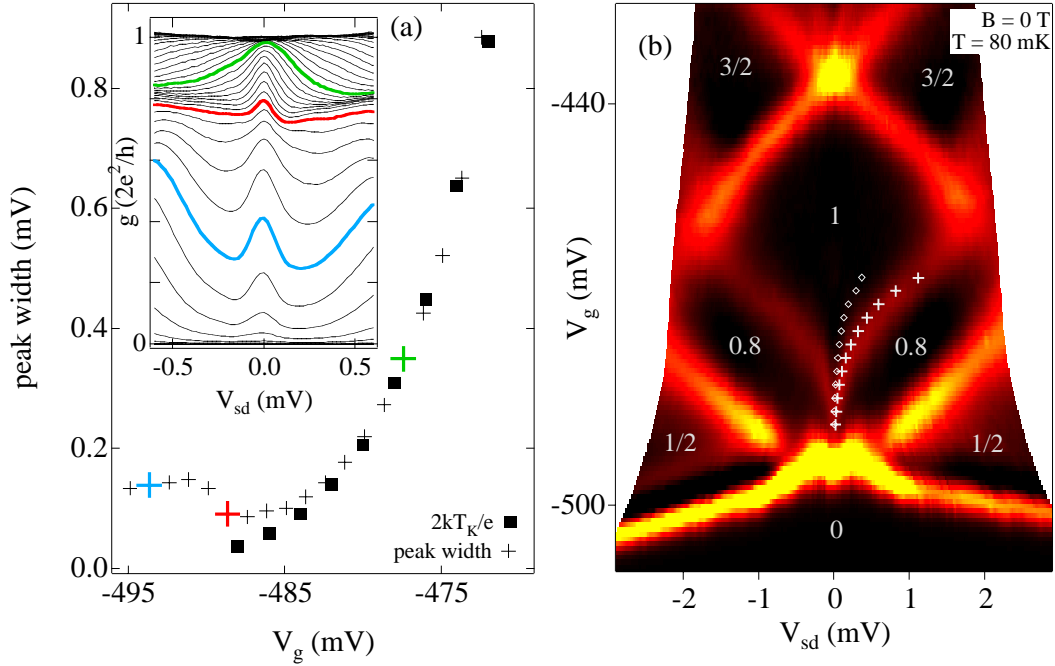 (a)
peak width (mV)
0.8
0.6
0.4
0.2
0.0
-495
-485
-475
V_g (mV)
2kT_K/e
peak width
g (2e²/h)
1
0
-0.5
0.0
0.5
V_sd (mV)
(b)
B = 0 T
T = 80 mK
3/2
3/2
1
0.8
0.8
1/2
1/2
0
V_g (mV)
-440
-500
-2
-1
0
1
2
V_sd (mV)